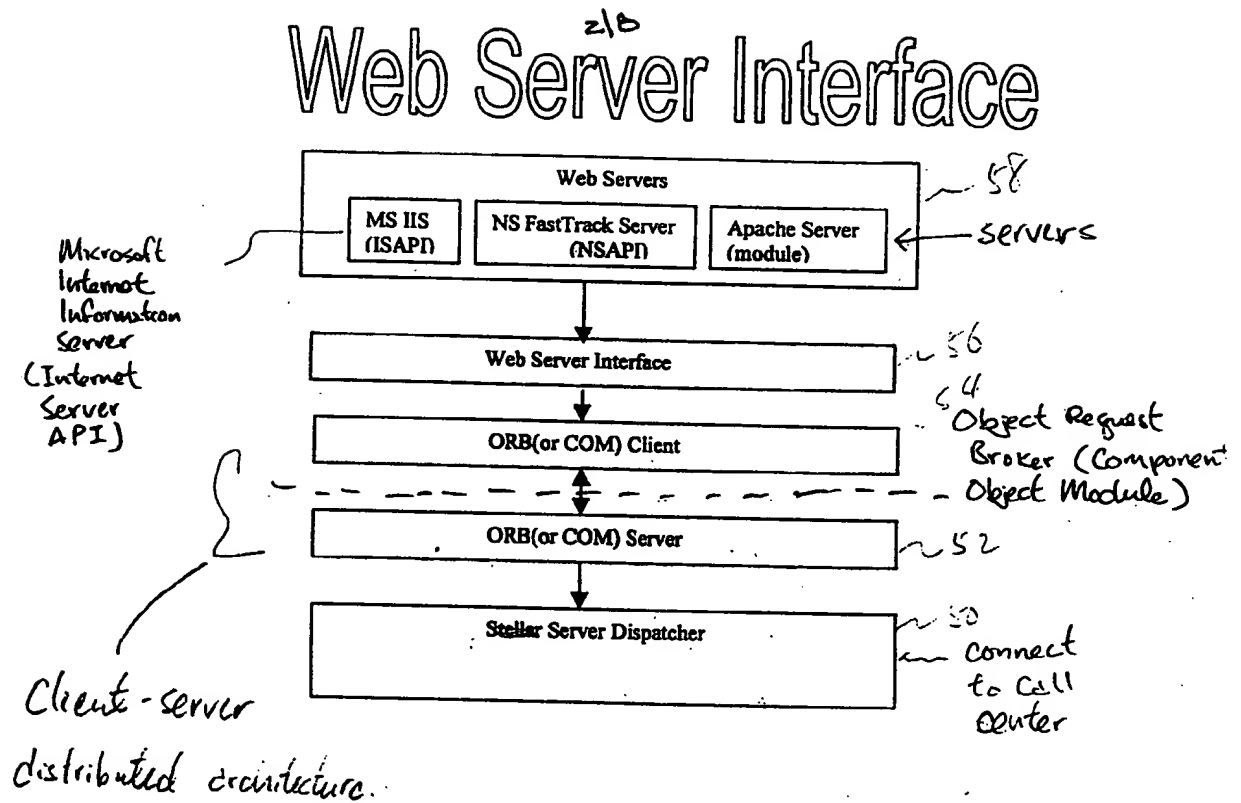 2/8
Web Server Interface
Web Servers
58
MS IIS
(ISAPI)
NS FastTrack Server
(NSAPI)
Apache Server
(module)
servers
Microsoft
Internet
Information
Server
(Internet
Server
API)
Web Server Interface
56
54
ORB(or COM) Client
Object Request
Broker (Component
Object Module)
ORB(or COM) Server
52
Stellar Server Dispatcher
50
connect
to Call
Center
Client-server
distributed architecture.